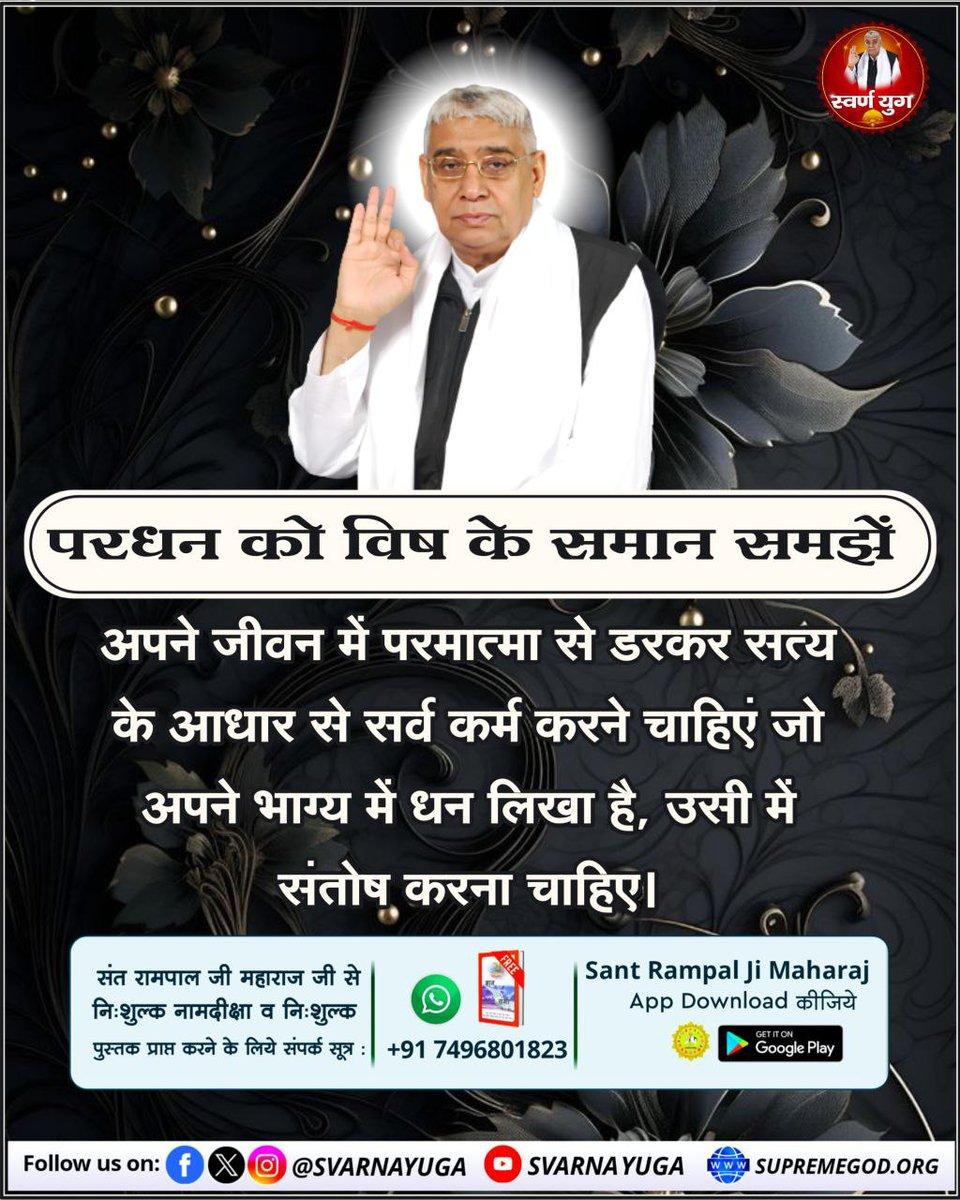 स्वर्ण युग
परधन को विष के समान समझें
अपने जीवन में परमात्मा से डरकर सत्य
के आधार से सर्व कर्म करने चाहिएं जो
अपने भाग्य में धन लिखा है, उसी में
संतोष करना चाहिए।
संत रामपाल जी महाराज जी से
निःशुल्क नामदीक्षा व निःशुल्क
पुस्तक प्राप्त करने के लिये संपर्क सूत्र :
FREE
+91 7496801823
Sant Rampal Ji Maharaj
App Download कीजिये
GET IT ON
Google Play
Follow us on: @SVARNAYUGA SVARNAYUGA SUPREMEGOD.ORG